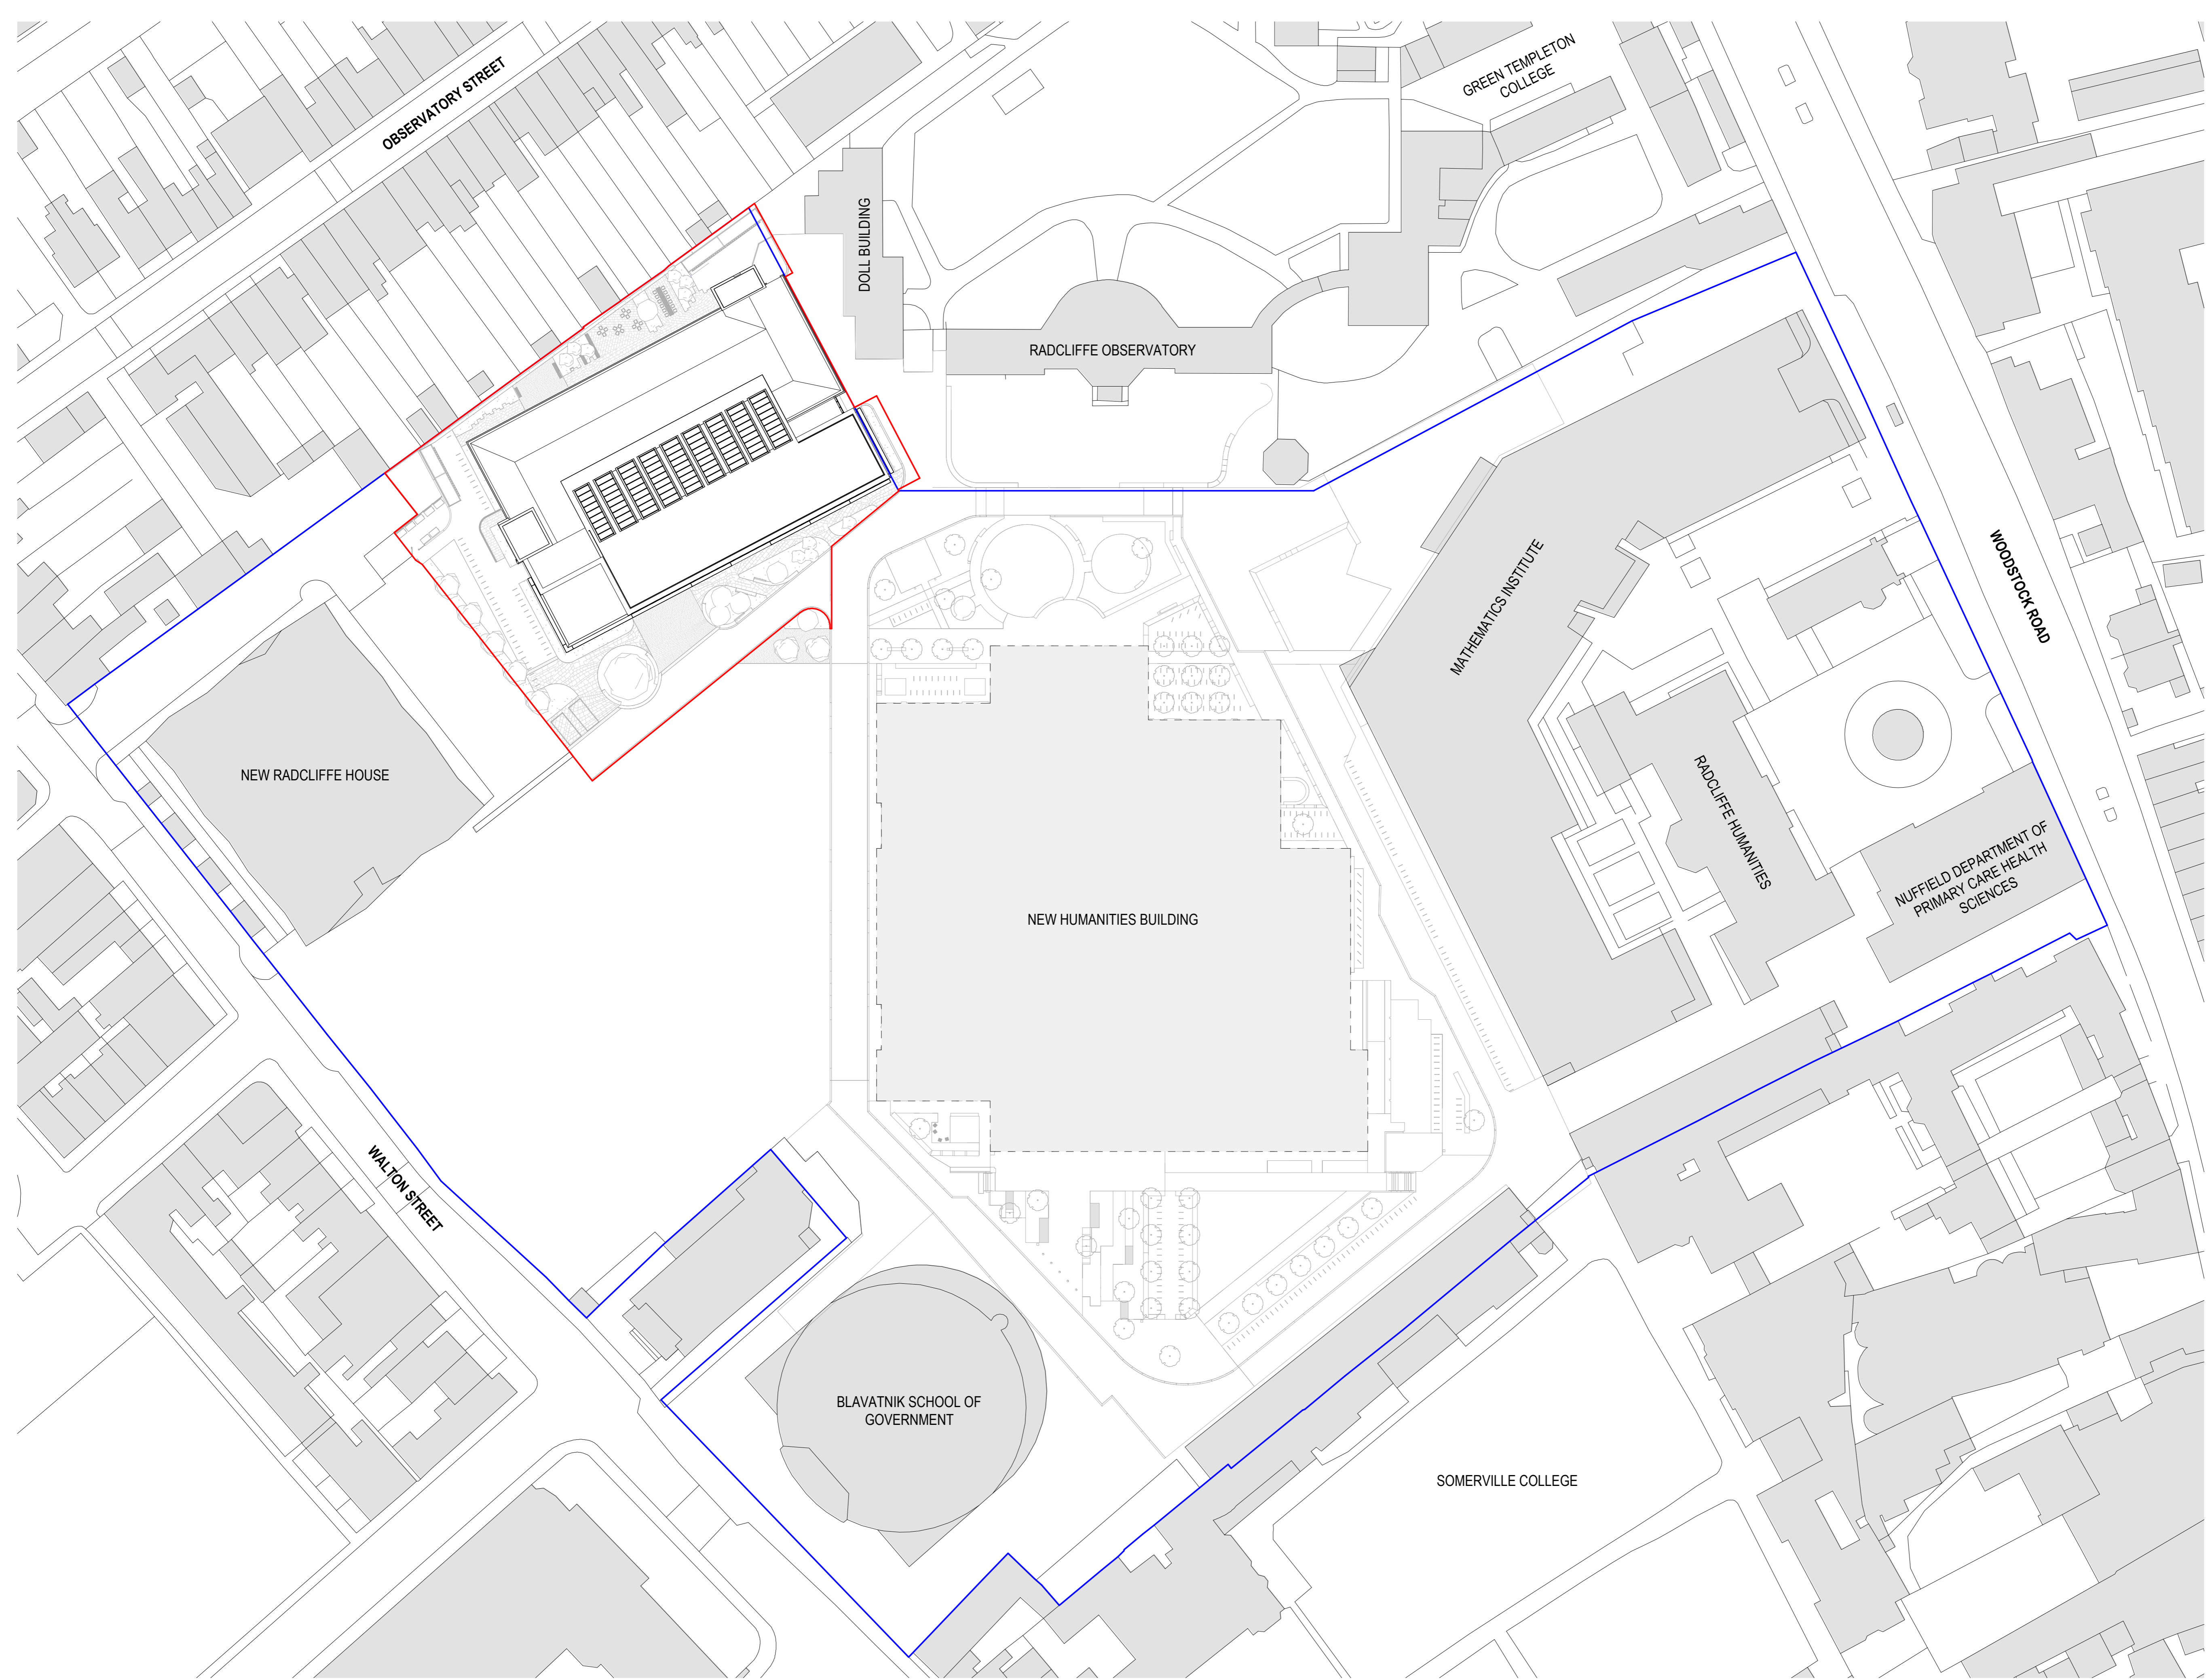 OBSERVATORY STREET
GREEN TEMPLETON
COLLEGE
DOLL BUILDING
RADCLIFFE OBSERVATORY
WOODSTOCK ROAD
MATHEMATICS INSTITUTE
NEW RADCLIFFE HOUSE
RADCLIFFE HUMANITIES
NUFFIELD DEPARTMENT OF
PRIMARY CARE HEALTH
SCIENCES
NEW HUMANITIES BUILDING
WALTON STREET
BLAVATNIK SCHOOL OF
GOVERNMENT
SOMERVILLE COLLEGE